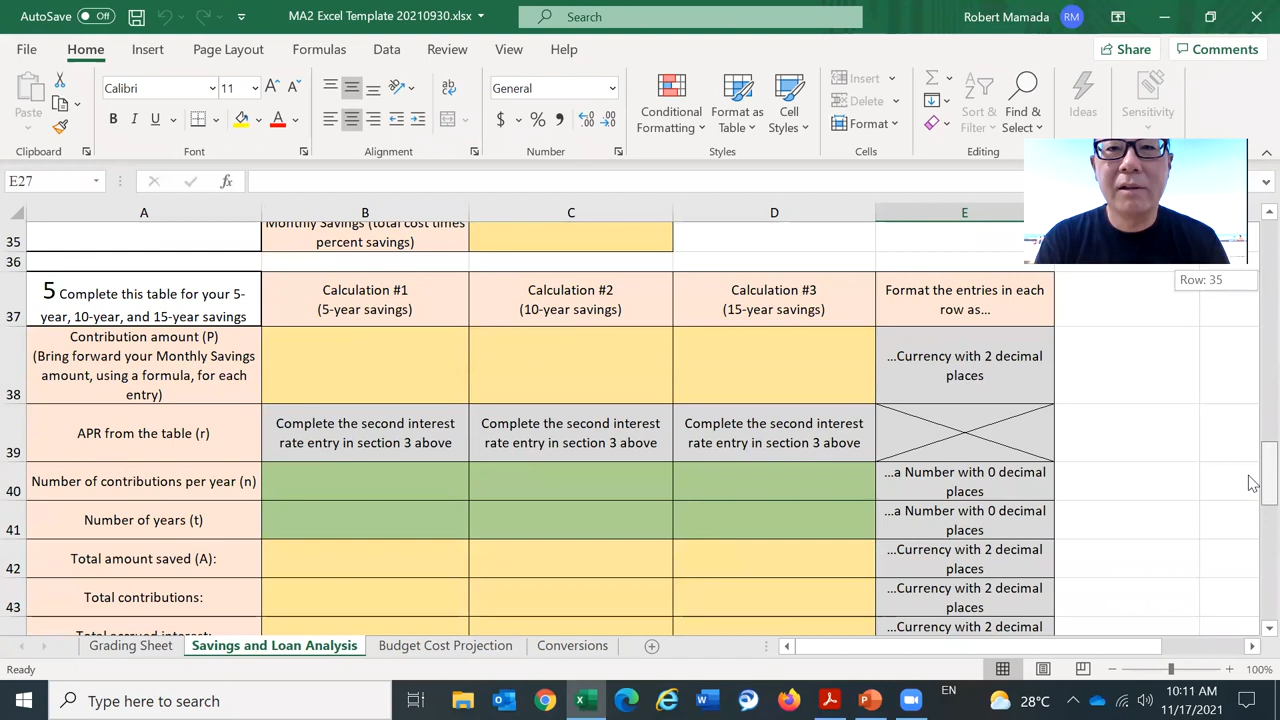 AutoSave Off MA2 Excel Template 20210930.xlsx Search Robert Mamada RM
File Home Insert Page Layout Formulas Data Review View Help Share Comments
Paste Calibri 11 B I U General $ % 9 Conditional Formatting Format as Table Cell Styles Insert Delete Format Sort & Filter Find & Select Ideas Sensitivity
Clipboard Font Alignment Number Styles Cells Editing
E27 fx
A B C D E
35 Monthly Savings (total cost times
percent savings)
36
Row: 35
37 5 Complete this table for your 5-
year, 10-year, and 15-year savings
Calculation #1
(5-year savings)
Calculation #2
(10-year savings)
Calculation #3
(15-year savings)
Format the entries in each
row as...
38 Contribution amount (P)
(Bring forward your Monthly Savings
amount, using a formula, for each
entry)
...Currency with 2 decimal
places
39 APR from the table (r)
Complete the second interest
rate entry in section 3 above
Complete the second interest
rate entry in section 3 above
Complete the second interest
rate entry in section 3 above
40 Number of contributions per year (n)
...a Number with 0 decimal
places
41 Number of years (t)
...a Number with 0 decimal
places
42 Total amount saved (A):
...Currency with 2 decimal
places
43 Total contributions:
...Currency with 2 decimal
places
Total accrued interest:
...Currency with 2 decimal
Grading Sheet Savings and Loan Analysis Budget Cost Projection Conversions
Ready 100%
Type here to search EN 28°C 10:11 AM
11/17/2021